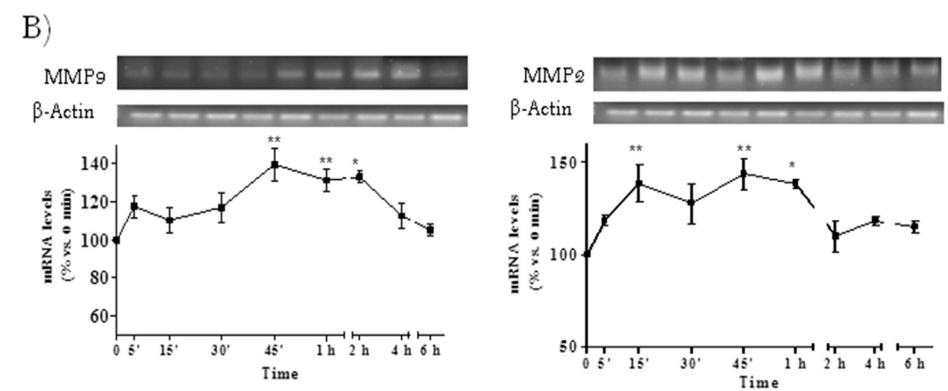 B)
MMP9
β-Actin
**
**
*
140
120
100
80
60
mRNA levels
(% vs. 0 min)
0 5' 15' 30' 45' 1 h 2 h 4 h 6 h
Time
MMP2
β-Actin
**
**
*
150
100
50
mRNA levels
(% vs. 0 min)
0 5' 15' 30' 45' 1 h 2 h 4 h 6 h
Time